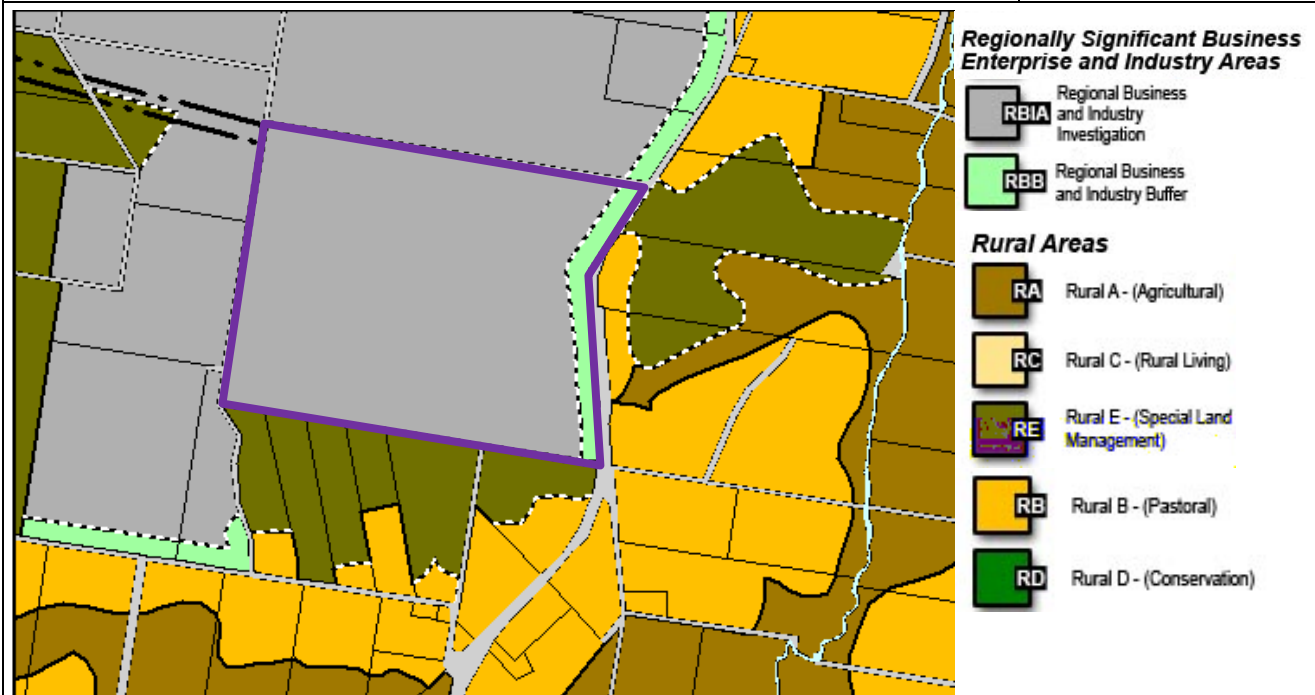 Regionally Significant Business
Enterprise and Industry Areas
RBIA
Regional Business
and Industry
Investigation
RBB
Regional Business
and Industry Buffer
Rural Areas
RA
Rural A - (Agricultural)
RC
Rural C - (Rural Living)
RE
Rural E - (Special Land
Management)
RB
Rural B - (Pastoral)
RD
Rural D - (Conservation)